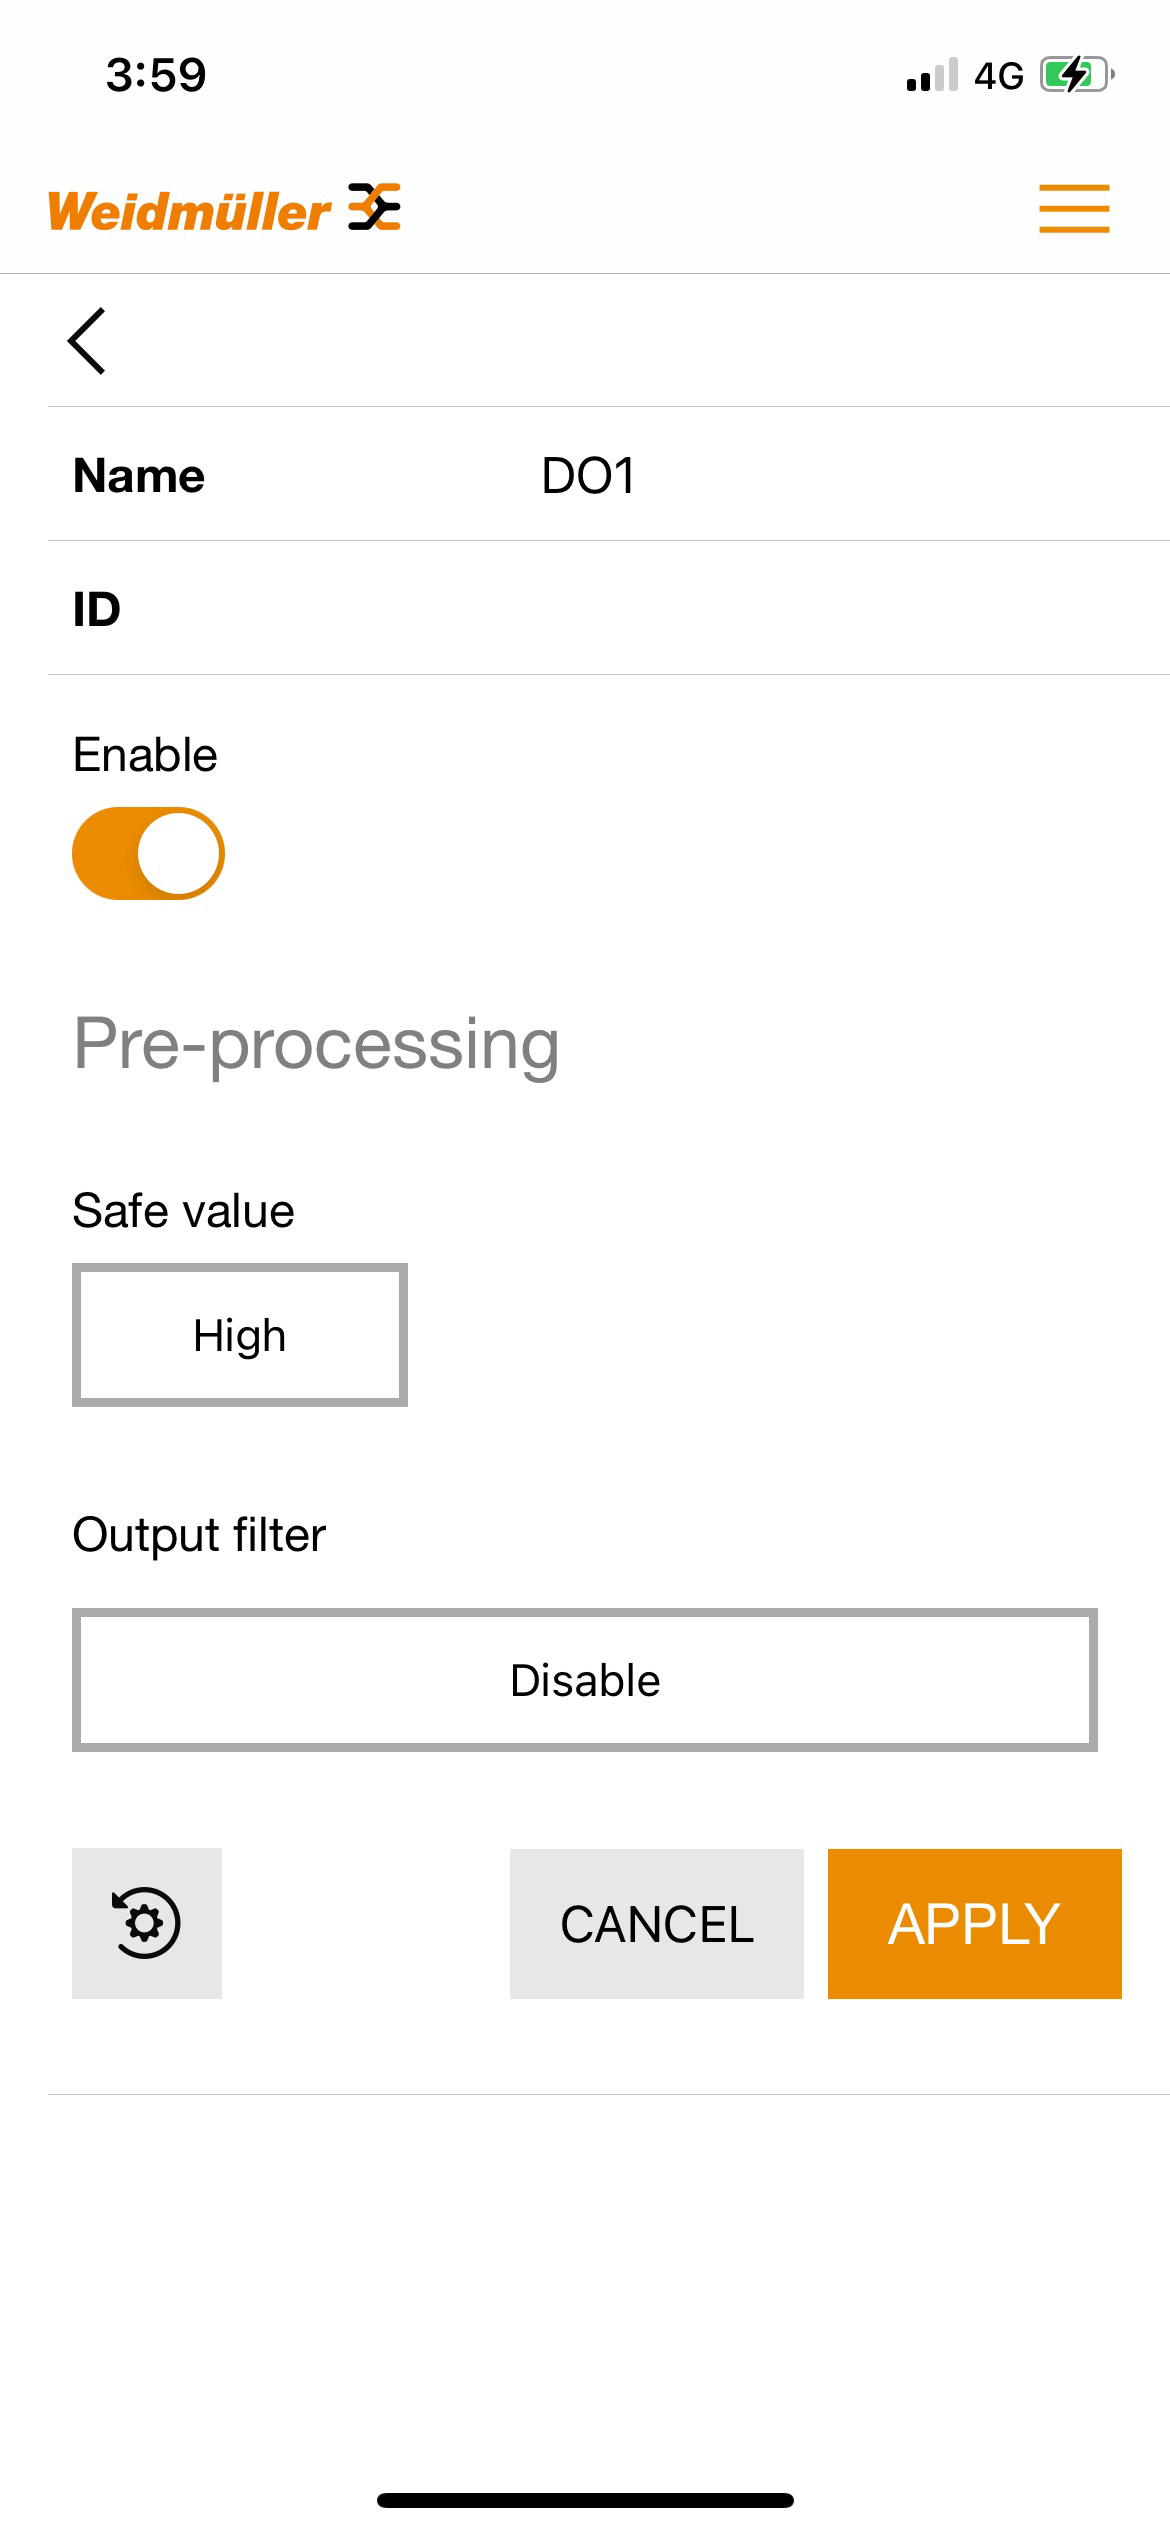 3:59
4G
Weidmüller
Name DO1
ID
Enable
Pre-processing
Safe value
High
Output filter
Disable
CANCEL APPLY